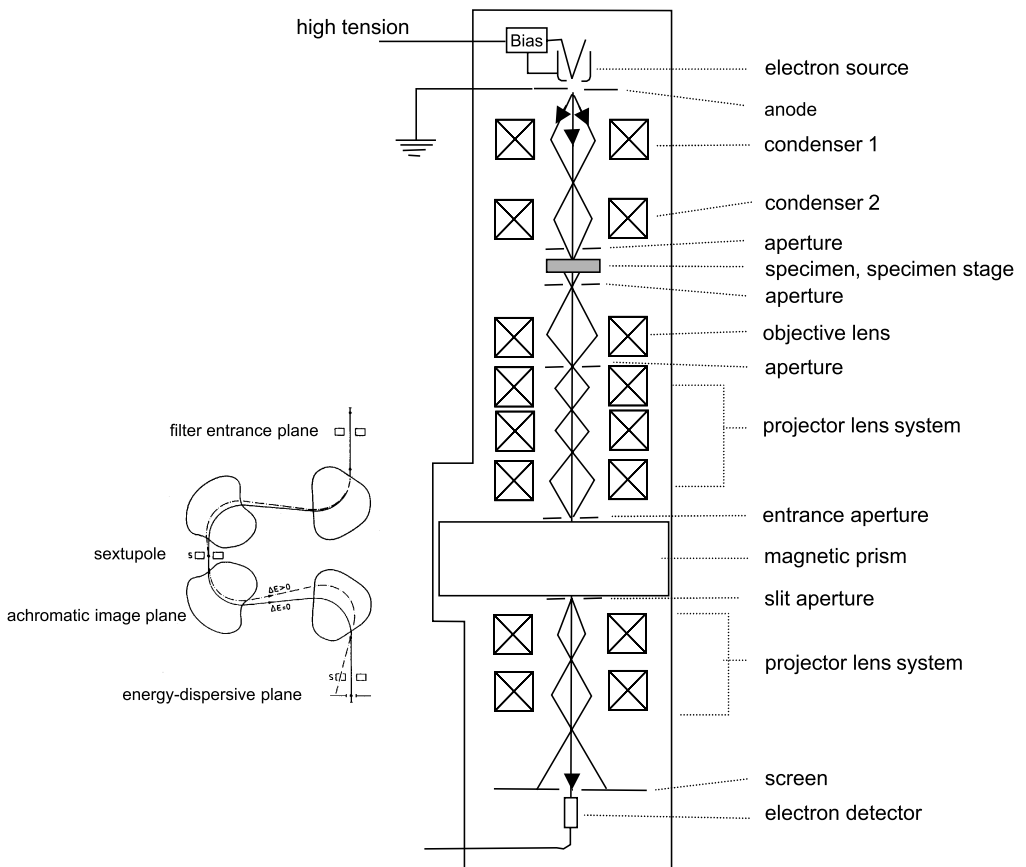 high tension
Bias
electron source
anode
condenser 1
condenser 2
aperture
specimen, specimen stage
aperture
objective lens
aperture
projector lens system
entrance aperture
magnetic prism
slit aperture
projector lens system
screen
electron detector
filter entrance plane
sextupole
S
ΔE>0
ΔE=0
achromatic image plane
S
energy-dispersive plane